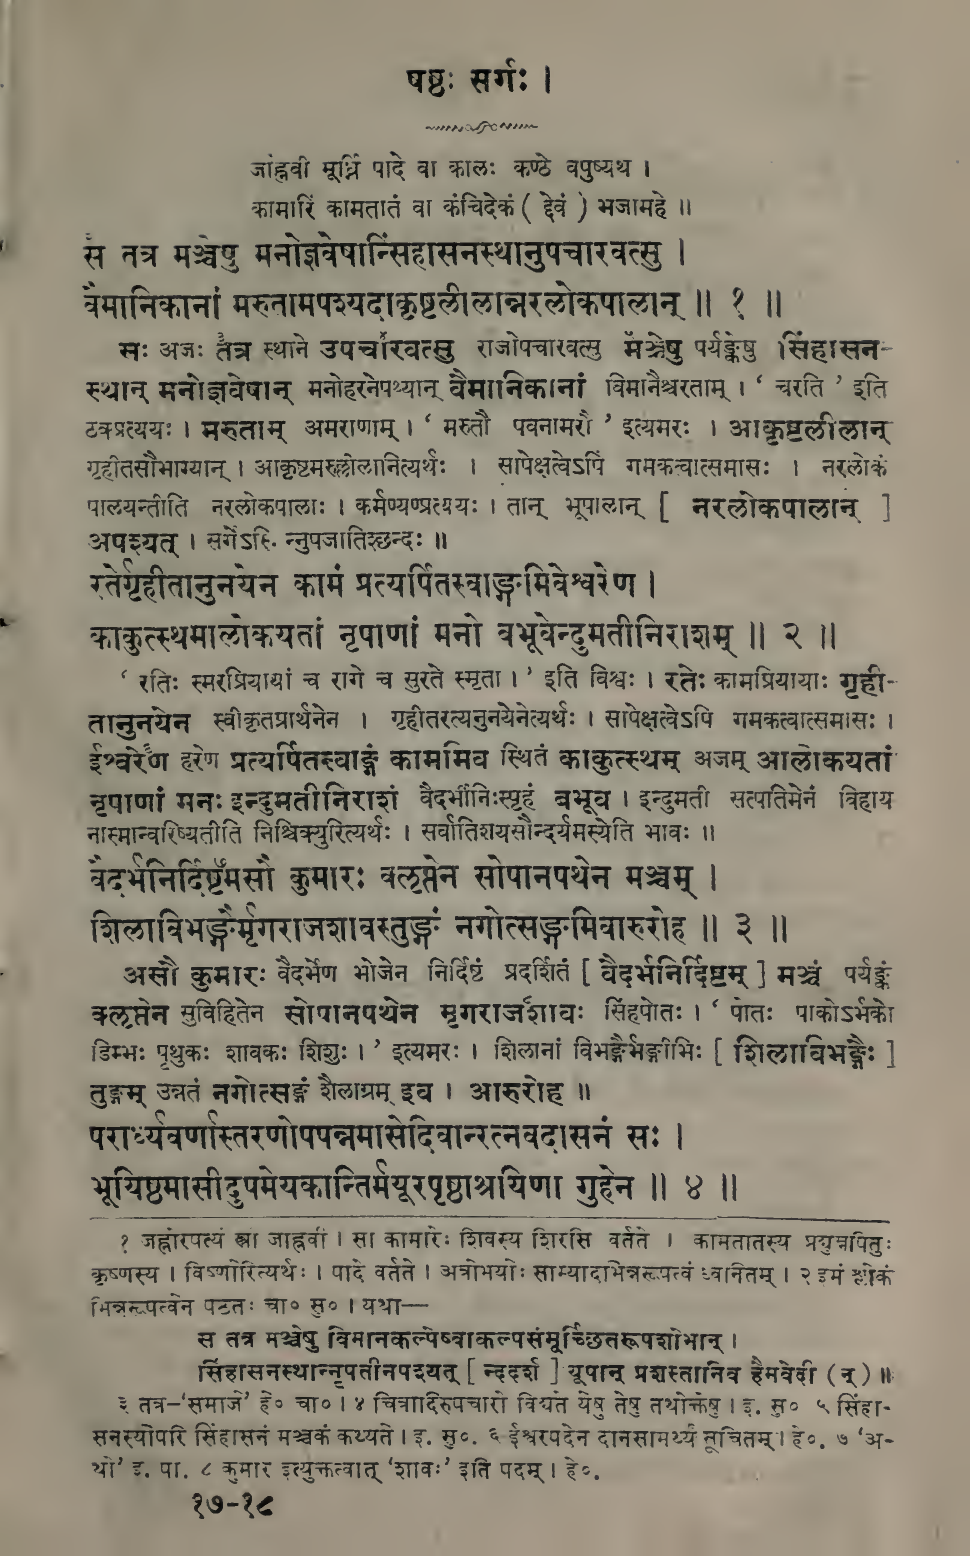 षष्ठः सर्गः ।
जाह्नवी मूर्ध्नि पादे वा कालः कण्ठे वपुष्यथ ।
कामारिं कामतातं वा कंचिदेकं ( द्देवं ) भजामहे ॥
स तत्र मञ्चेषु मनोज्ञवेषान्सिंहासनस्थानुपचारवत्सु ।
वैमानिकानां मरुतामपश्यदाकृष्टलीलान्नरलोकपालान् ॥ १ ॥
सः अजः तत्र स्थाने उपचारवत्सु राजोपचारवत्सु मञ्चेषु पर्यङ्केषु सिंहासन-
स्थान् मनोज्ञवेषान् मनोहरनेपथ्यान् वैमानिकानां विमानैश्चरताम् । ‘ चरति ’ इति
ठक्प्रत्ययः । मरुताम् अमराणाम् । ‘ मरुतौ पवनामरौ ’ इत्यमरः । आकृष्टलीलान्
गृहीतसौभाग्यान् । आकृष्टमरुल्लीलानित्यर्थः । सापेक्षत्वेऽपि गमकत्वात्समासः । नरलोकं
पालयन्तीति नरलोकपालाः । कर्मण्यण्प्रत्ययः । तान् भूपालान् [ नरलोकपालान् ]
अपश्यत् । सर्गेऽस्मिन्नुपजातिश्छन्दः ॥
रतेर्गृहीतानुनयेन कामं प्रत्यर्पितस्वाङ्गमिवेश्वरेण ।
काकुत्स्थमालोकयतां नृपाणां मनो बभूवेन्दुमतीनिराशम् ॥ २ ॥
‘ रतिः स्मरप्रियायां च रागे च सुरते स्मृता । ’ इति विश्वः । रतेः कामप्रियायाः गृही-
तानुनयेन स्वीकृतप्रार्थनेन । गृहीतरत्यनुनयेनेत्यर्थः । सापेक्षत्वेऽपि गमकत्वात्समासः ।
ईश्वरेण हरेण प्रत्यर्पितस्वाङ्गं काममिव स्थितं काकुत्स्थम् अजम् आलोकयतां
नृपाणां मनः इन्दुमतीनिराशं वैदर्भीनिःस्पृहं बभूव । इन्दुमती सत्पतिमेनं विहाय
नास्मान्वरिष्यतीति निश्चिक्युरित्यर्थः । सर्वातिशयसौन्दर्यमस्येति भावः ॥
वैदर्भनिर्दिष्टमसौ कुमारः क्लृप्तेन सोपानपथेन मञ्चम् ।
शिलाविभङ्गैर्मृगराजशावस्तुङ्गं नगोत्सङ्गमिवारुरोह ॥ ३ ॥
असौ कुमारः वैदर्भेण भोजेन निर्दिष्टं प्रदर्शितं [ वैदर्भनिर्दिष्टम् ] मञ्चं पर्यङ्कं
क्लृप्तेन सुविहितेन सोपानपथेन मृगराजशावः सिंहपोतः । ‘ पोतः पाकोऽर्भको
डिम्भः पृथुकः शावकः शिशुः । ’ इत्यमरः । शिलानां विभङ्गैर्भङ्गीभिः [ शिलाविभङ्गैः ]
तुङ्गम् उन्नतं नगोत्सङ्गं शैलाग्रम् इव । आरुरोह ॥
परार्ध्यवर्णास्तरणोपपन्नमासेदिवान्रत्नवदासनं सः ।
भूयिष्ठमासीदुपमेयकान्तिर्मयूरपृष्ठाश्रयिणा गुहेन ॥ ४ ॥
१ जह्नोरपत्यं स्त्री जाह्नवी । सा कामारेः शिवस्य शिरसि वर्तते । कामतातस्य प्रद्युम्नपितुः
कृष्णस्य । विष्णोरित्यर्थः । पादे वर्तते । अत्रोभयोः साम्यादभिन्नरूपत्वं ध्वनितम् । २ इमं श्लोकं
भिन्नरूपत्वेन पठतः चा० सु० । यथा—
स तत्र मञ्चेषु विमानकल्पेष्वाकल्पसंमूर्च्छितरूपशोभान् ।
सिंहासनस्थान्नृपतीनपश्यत् [ न्ददर्श ] यूपान् प्रशस्तानिव हैमवेदी (न्) ॥
३ तत्र–‘समाजे’ हे० चा० । ४ चित्रादिरुपचारो विद्यते येषु तेषु तथोक्तेषु । इ. सु० ५ सिंहा-
सनस्योपरि सिंहासनं मञ्चकं कथ्यते । इ. सु०. ६ ईश्वरपदेन दानसामर्थ्यं सूचितम् । हे०. ७ ‘अ-
थो’ इ. पा. ८ कुमार इत्युक्तत्वात् ‘शावः’ इति पदम् । हे०.
१७-१८